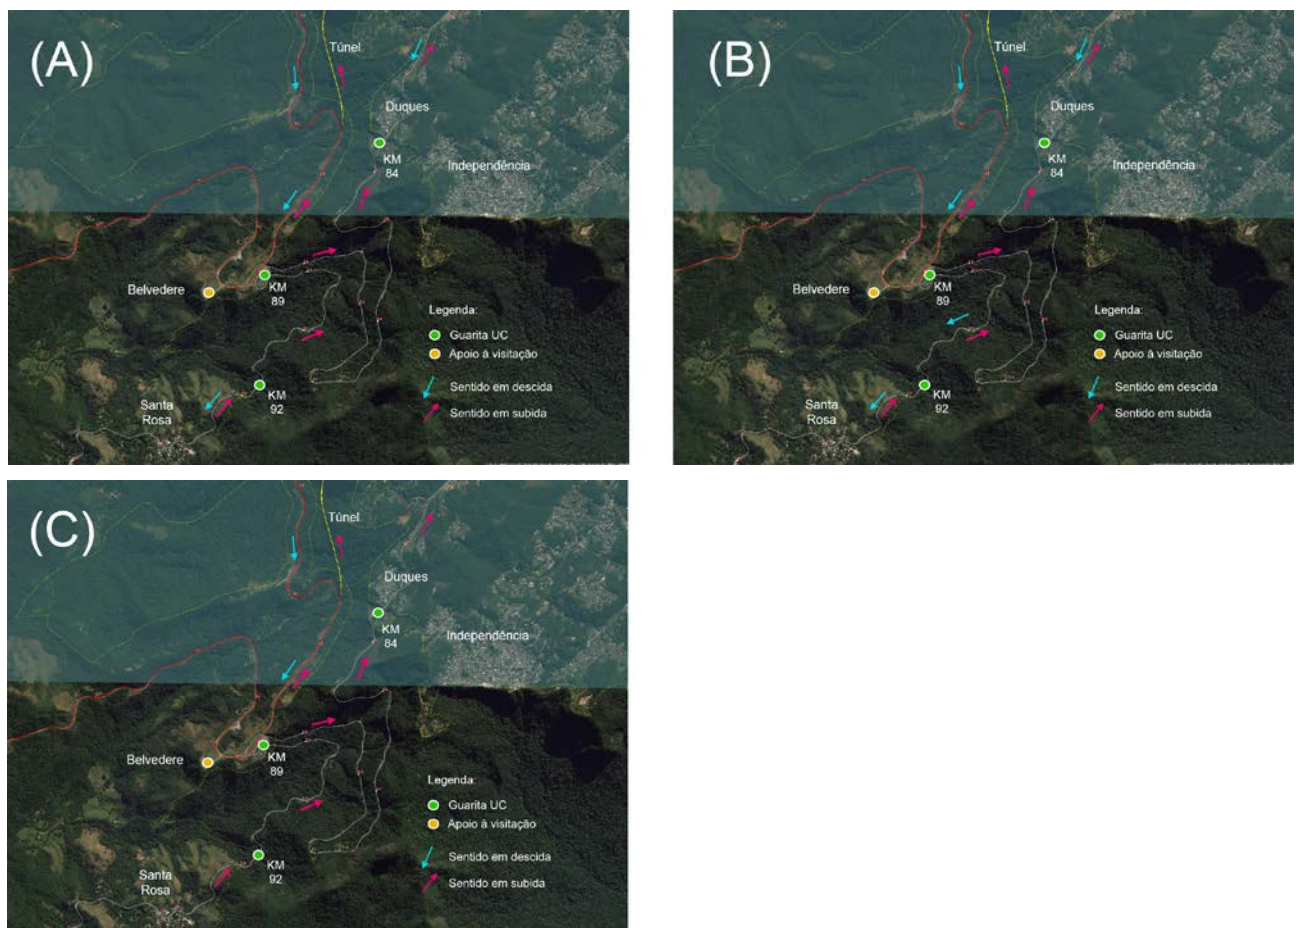 (A)
Túnel
Duques
KM
84
Independência
Belvedere
KM
89
Legenda:
Guarita UC
Apoio à visitação
Sentido em descida
Sentido em subida
Santa
Rosa
KM
92
(B)
Túnel
Duques
KM
84
Independência
Belvedere
KM
89
Legenda:
Guarita UC
Apoio à visitação
Sentido em descida
Sentido em subida
Santa
Rosa
KM
92
(C)
Túnel
Duques
KM
84
Independência
Belvedere
KM
89
Legenda:
Guarita UC
Apoio à visitação
Sentido em descida
Sentido em subida
Santa
Rosa
KM
92